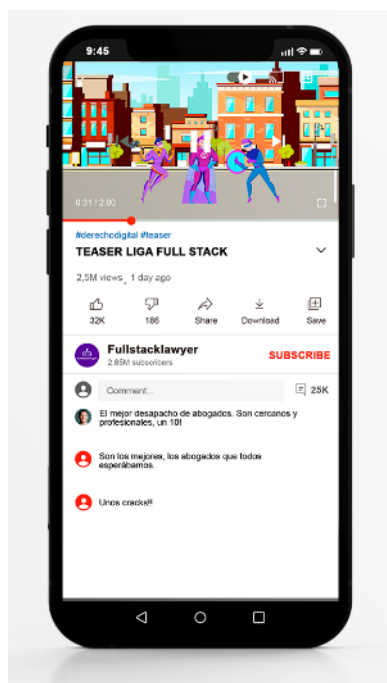 9:45
0:31 / 2:00
#derechodigital #teaser
TEASER LIGA FULL STACK
2,5M views, 1 day ago
32K
186
Share
Download
Save
Fullstacklawyer
2.85M subscribers
SUBSCRIBE
Comment...
25K
El mejor desapacho de abogados. Son cercanos y
profesionales, un 10!
Son los mejores, los abogados que todos
esperábamos.
Unos cracks!!